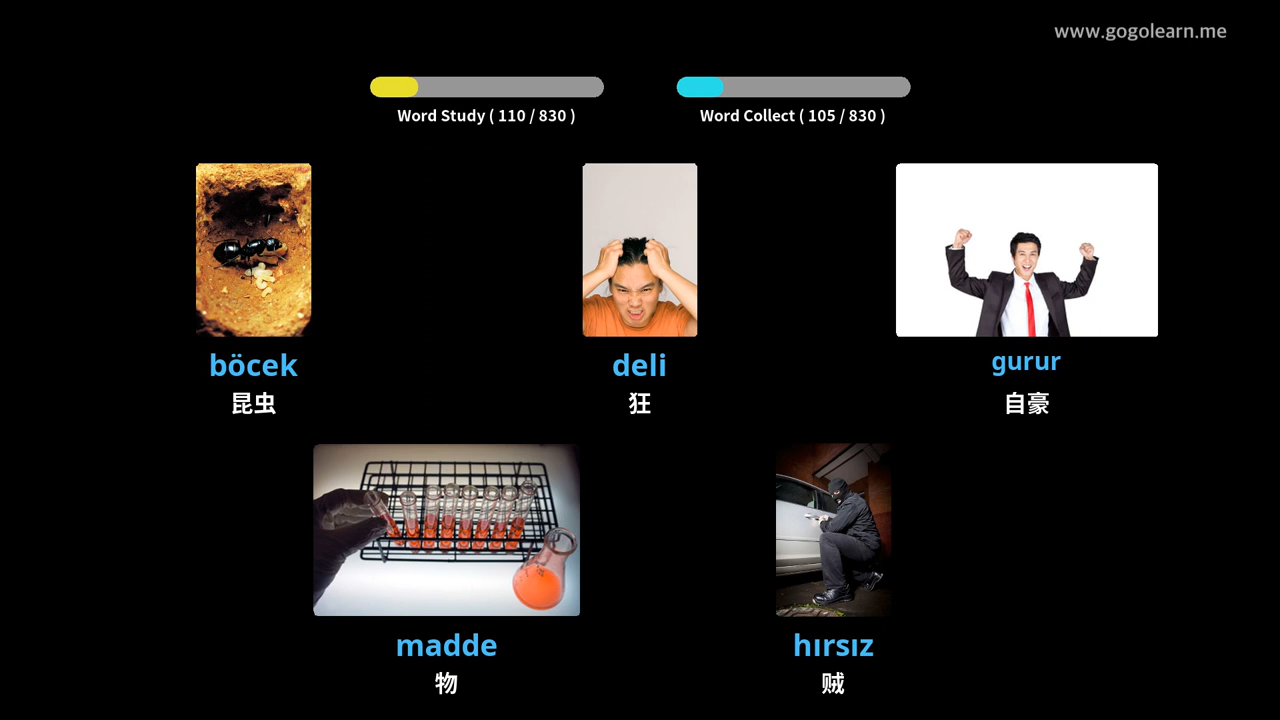 www.gogolearn.me
Word Study ( 110 / 830 )
Word Collect ( 105 / 830 )
böcek
昆虫
deli
狂
gurur
自豪
madde
物
hırsız
贼